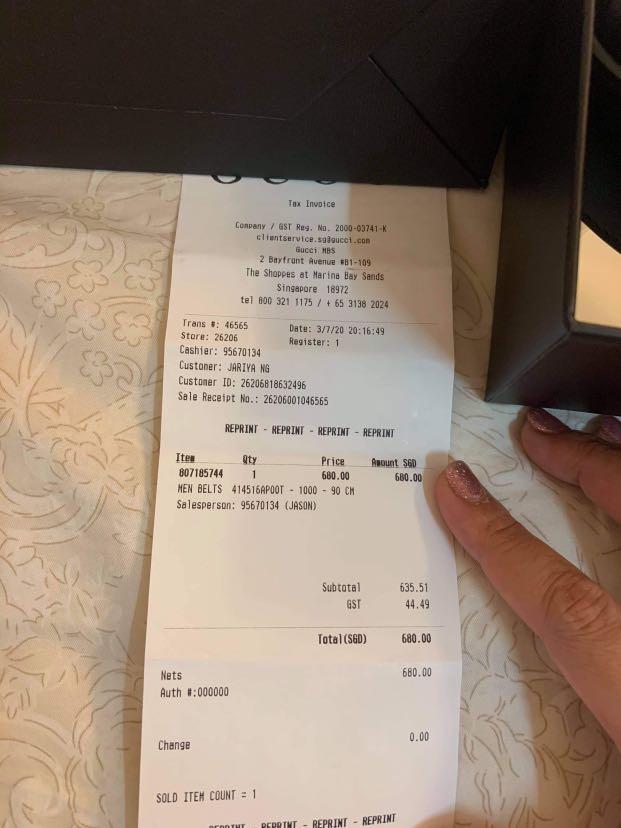 Tax Invoice
Company / GST Reg. No. 2000-03741-K
clientservice.sg@gucci.com
Gucci MBS
2 Bayfront Avenue #B1-109
The Shoppes at Marina Bay Sands
Singapore 18972
tel 800 321 1175 / + 65 3138 2024
Trans #: 46565 Date: 3/7/20 20:16:49
Store: 26206 Register: 1
Cashier: 95670134
Customer: JARIYA NG
Customer ID: 26206818632496
Sale Receipt No.: 26206001046565
REPRINT - REPRINT - REPRINT - REPRINT
Item Qty Price Amount SGD
807185744 1 680.00 680.00
MEN BELTS 414516AP00T - 1000 - 90 CM
Salesperson: 95670134 (JASON)
Subtotal 635.51
GST 44.49
Total(SGD) 680.00
Nets 680.00
Auth #:000000
Change 0.00
SOLD ITEM COUNT = 1
REPRINT - REPRINT - REPRINT - REPRINT